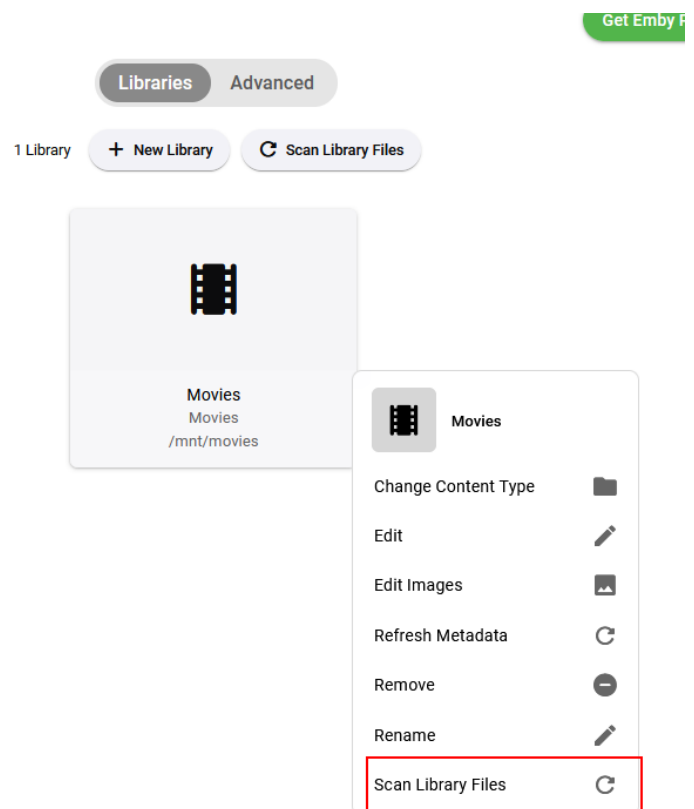 Get Emby P
Libraries Advanced
1 Library + New Library Scan Library Files
Movies
Movies
/mnt/movies
Movies
Change Content Type
Edit
Edit Images
Refresh Metadata
Remove
Rename
Scan Library Files